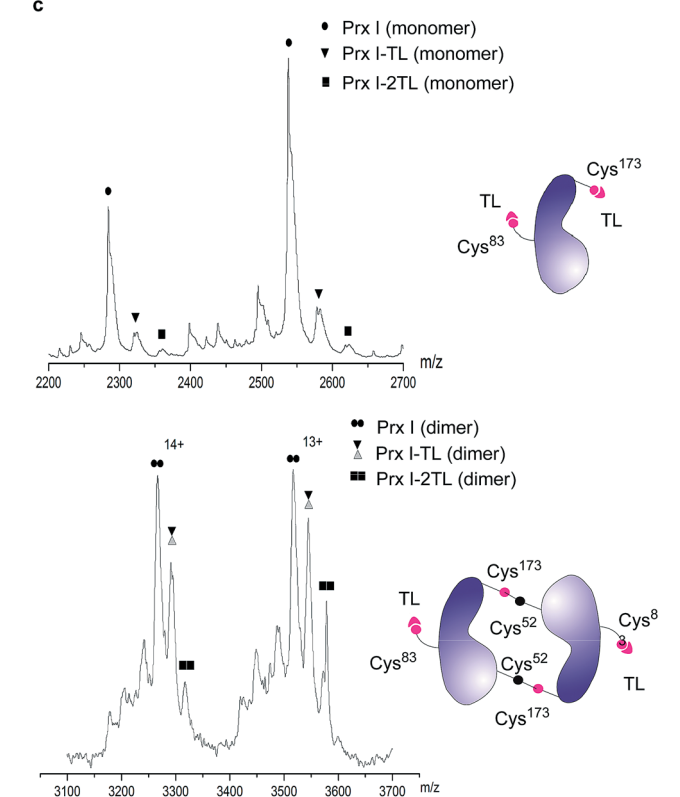 c
Prx I (monomer)
Prx I-TL (monomer)
Prx I-2TL (monomer)
Cys173
TL
TL
Cys83
m/z
2200 2300 2400 2500 2600 2700
Prx I (dimer)
14+ 13+
Prx I-TL (dimer)
Prx I-2TL (dimer)
Cys173
TL
Cys52
Cys8
3
Cys83
Cys52
TL
Cys173
3100 3200 3300 3400 3500 3600 3700 m/z